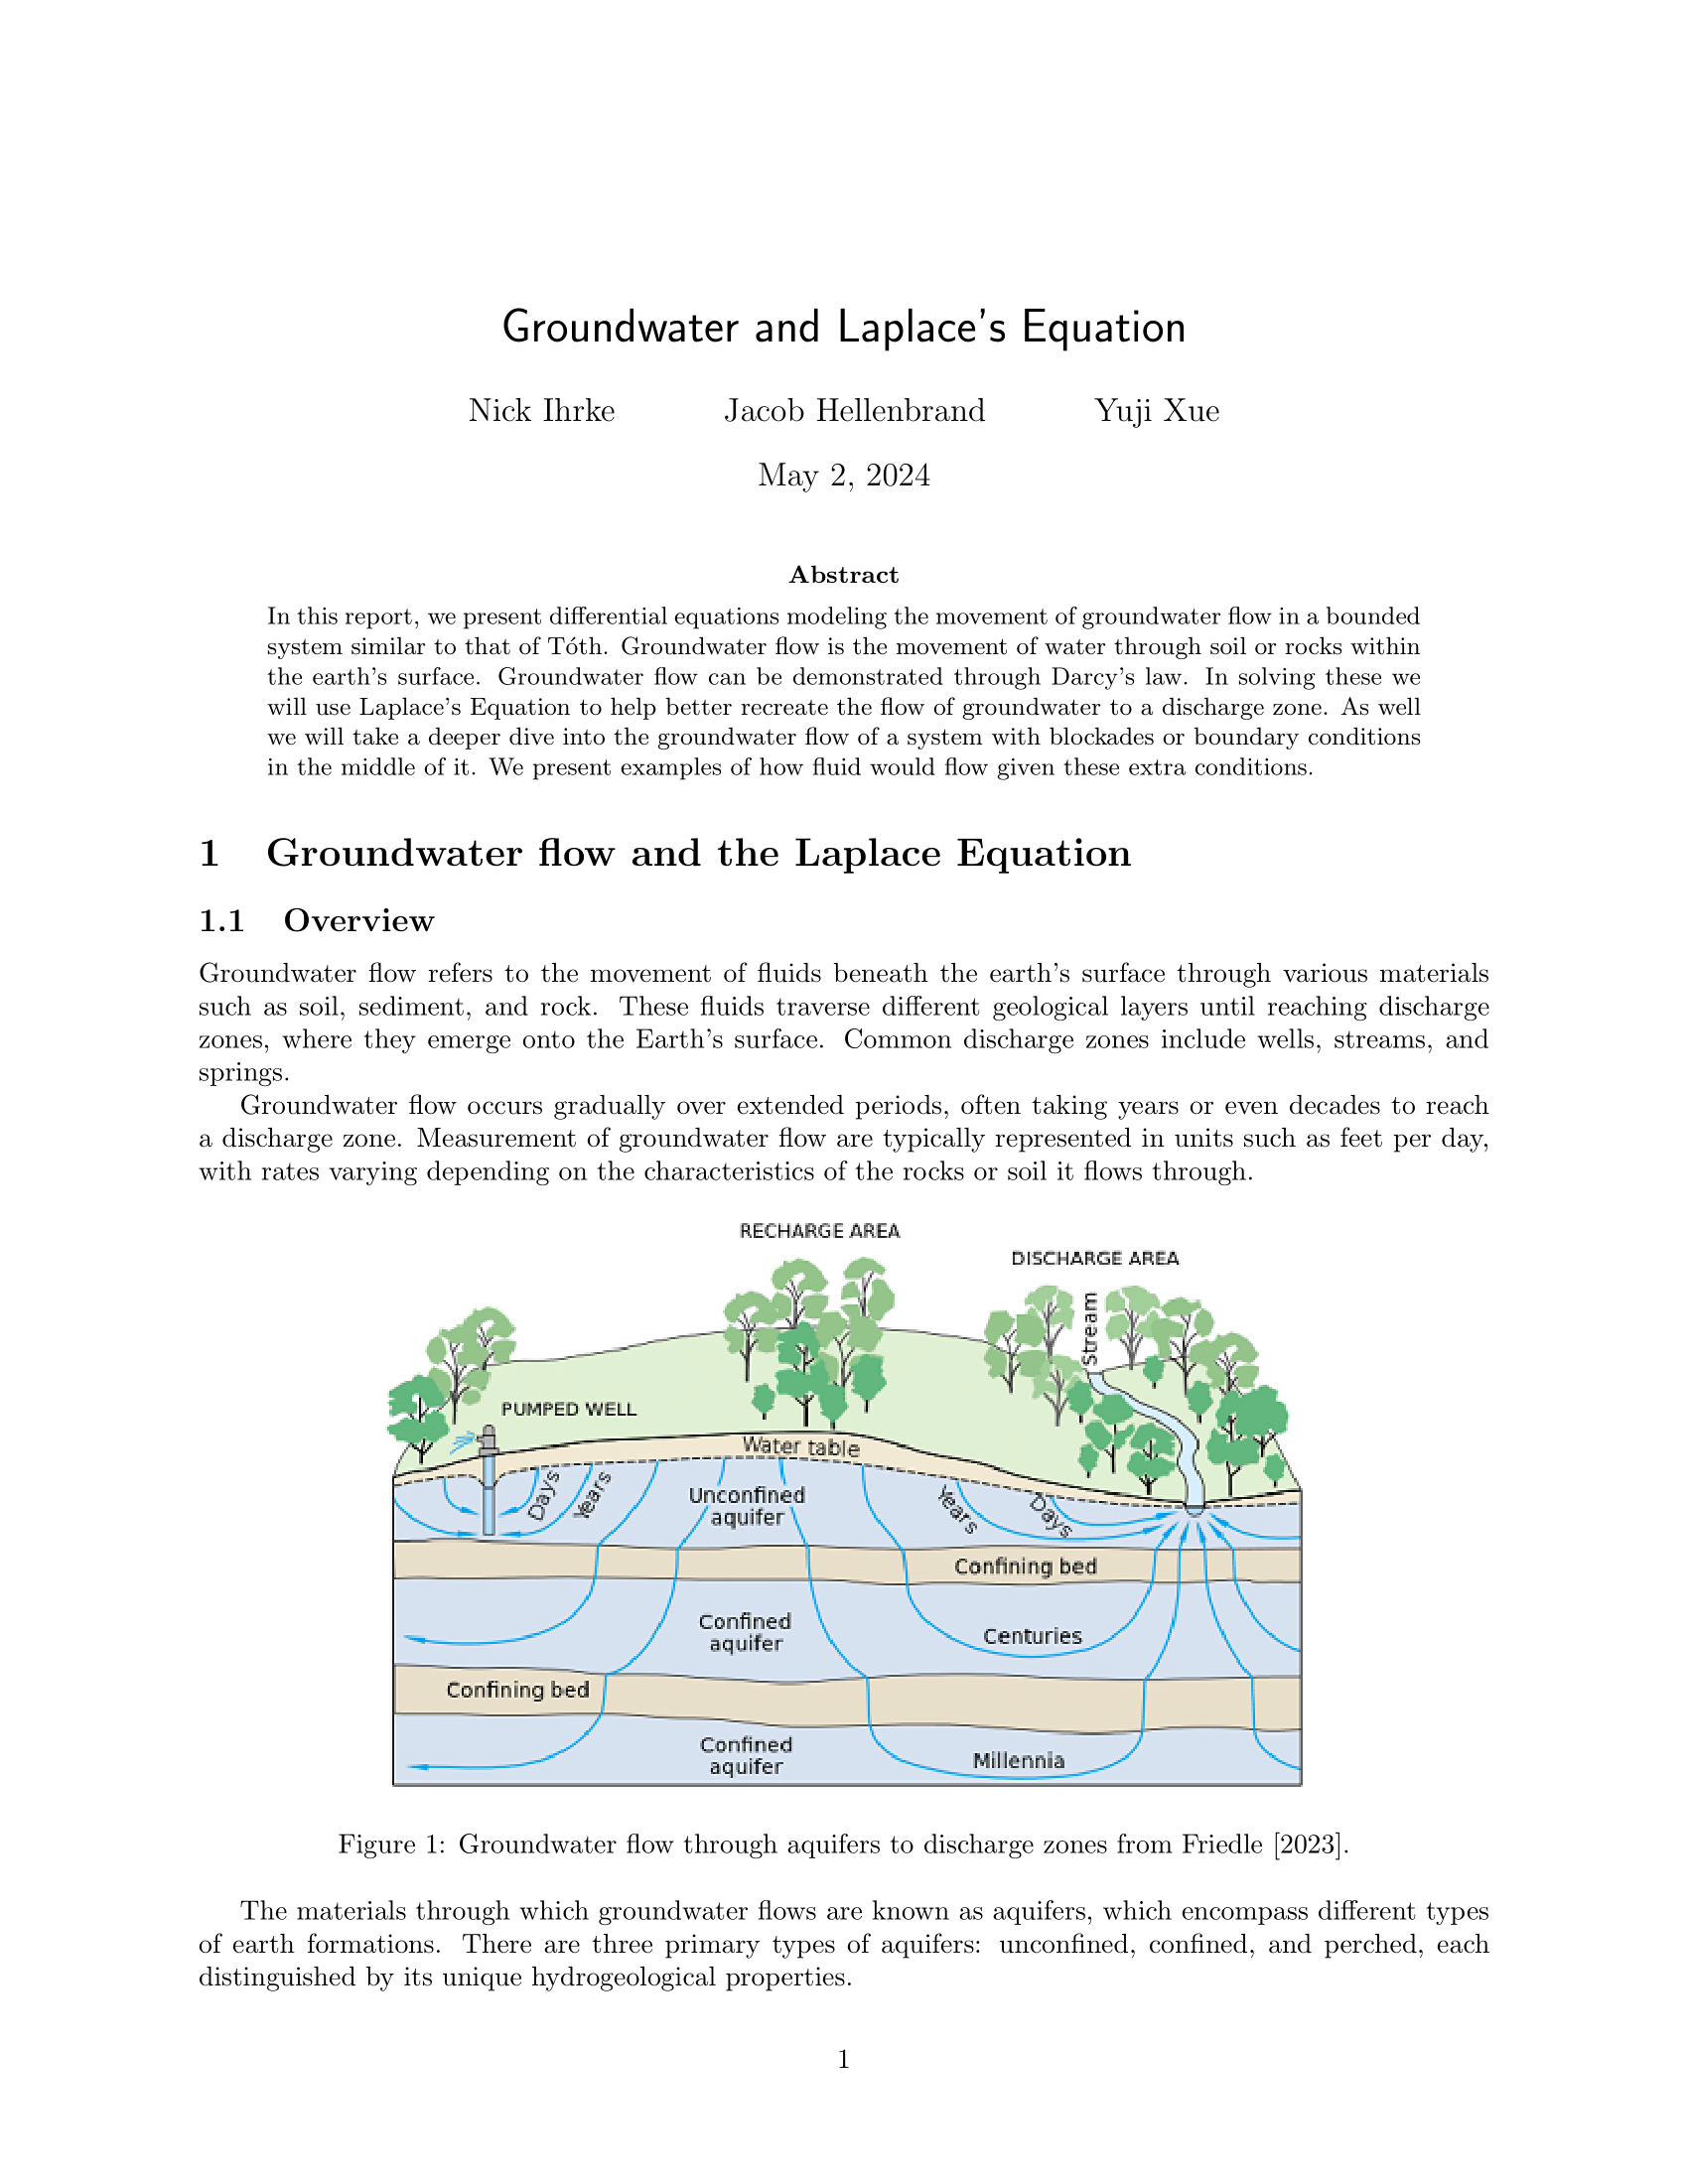 Groundwater and Laplace's Equation
Nick Ihrke Jacob Hellenbrand Yuji Xue
May 2, 2024
Abstract
In this report, we present differential equations modeling the movement of groundwater flow in a bounded
system similar to that of Tóth. Groundwater flow is the movement of water through soil or rocks within
the earth's surface. Groundwater flow can be demonstrated through Darcy's law. In solving these we
will use Laplace's Equation to help better recreate the flow of groundwater to a discharge zone. As well
we will take a deeper dive into the groundwater flow of a system with blockades or boundary conditions
in the middle of it. We present examples of how fluid would flow given these extra conditions.
1 Groundwater flow and the Laplace Equation
1.1 Overview
Groundwater flow refers to the movement of fluids beneath the earth's surface through various materials
such as soil, sediment, and rock. These fluids traverse different geological layers until reaching discharge
zones, where they emerge onto the Earth's surface. Common discharge zones include wells, streams, and
springs.
Groundwater flow occurs gradually over extended periods, often taking years or even decades to reach
a discharge zone. Measurement of groundwater flow are typically represented in units such as feet per day,
with rates varying depending on the characteristics of the rocks or soil it flows through.
RECHARGE AREA
DISCHARGE AREA
Stream
PUMPED WELL
Water table
Days
Years
Unconfined
aquifer
Years
Days
Confining bed
Confined
aquifer
Centuries
Confining bed
Confined
aquifer
Millennia
Figure 1: Groundwater flow through aquifers to discharge zones from Friedle [2023].
The materials through which groundwater flows are known as aquifers, which encompass different types
of earth formations. There are three primary types of aquifers: unconfined, confined, and perched, each
distinguished by its unique hydrogeological properties.
1